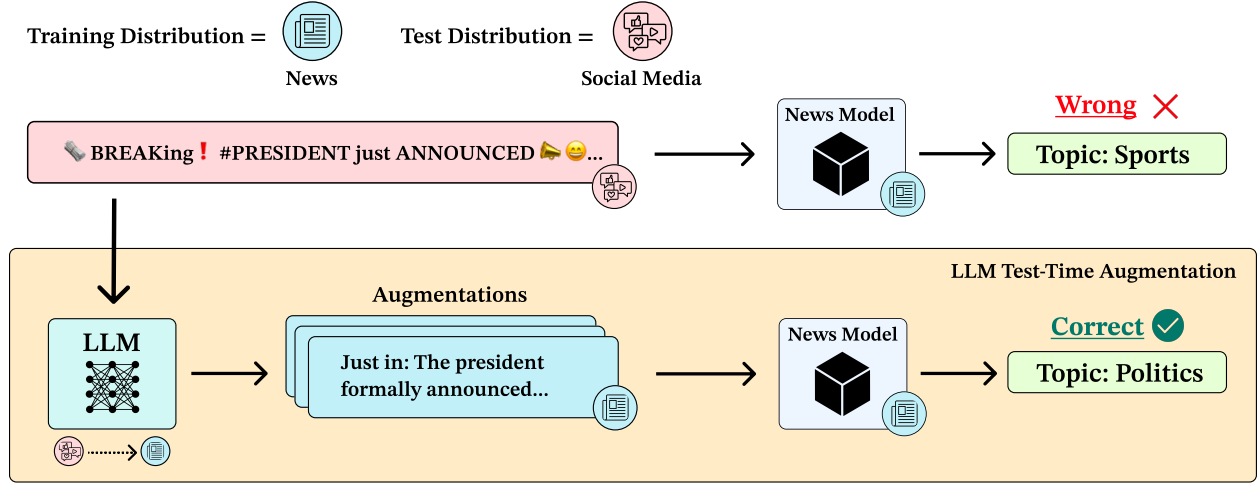 Training Distribution =
News
Test Distribution =
Social Media
🗞️ BREAKing❗ #PRESIDENT just ANNOUNCED 📣😄...
News Model
Wrong
Topic: Sports
LLM Test-Time Augmentation
LLM
Augmentations
Just in: The president
formally announced...
News Model
Correct
Topic: Politics